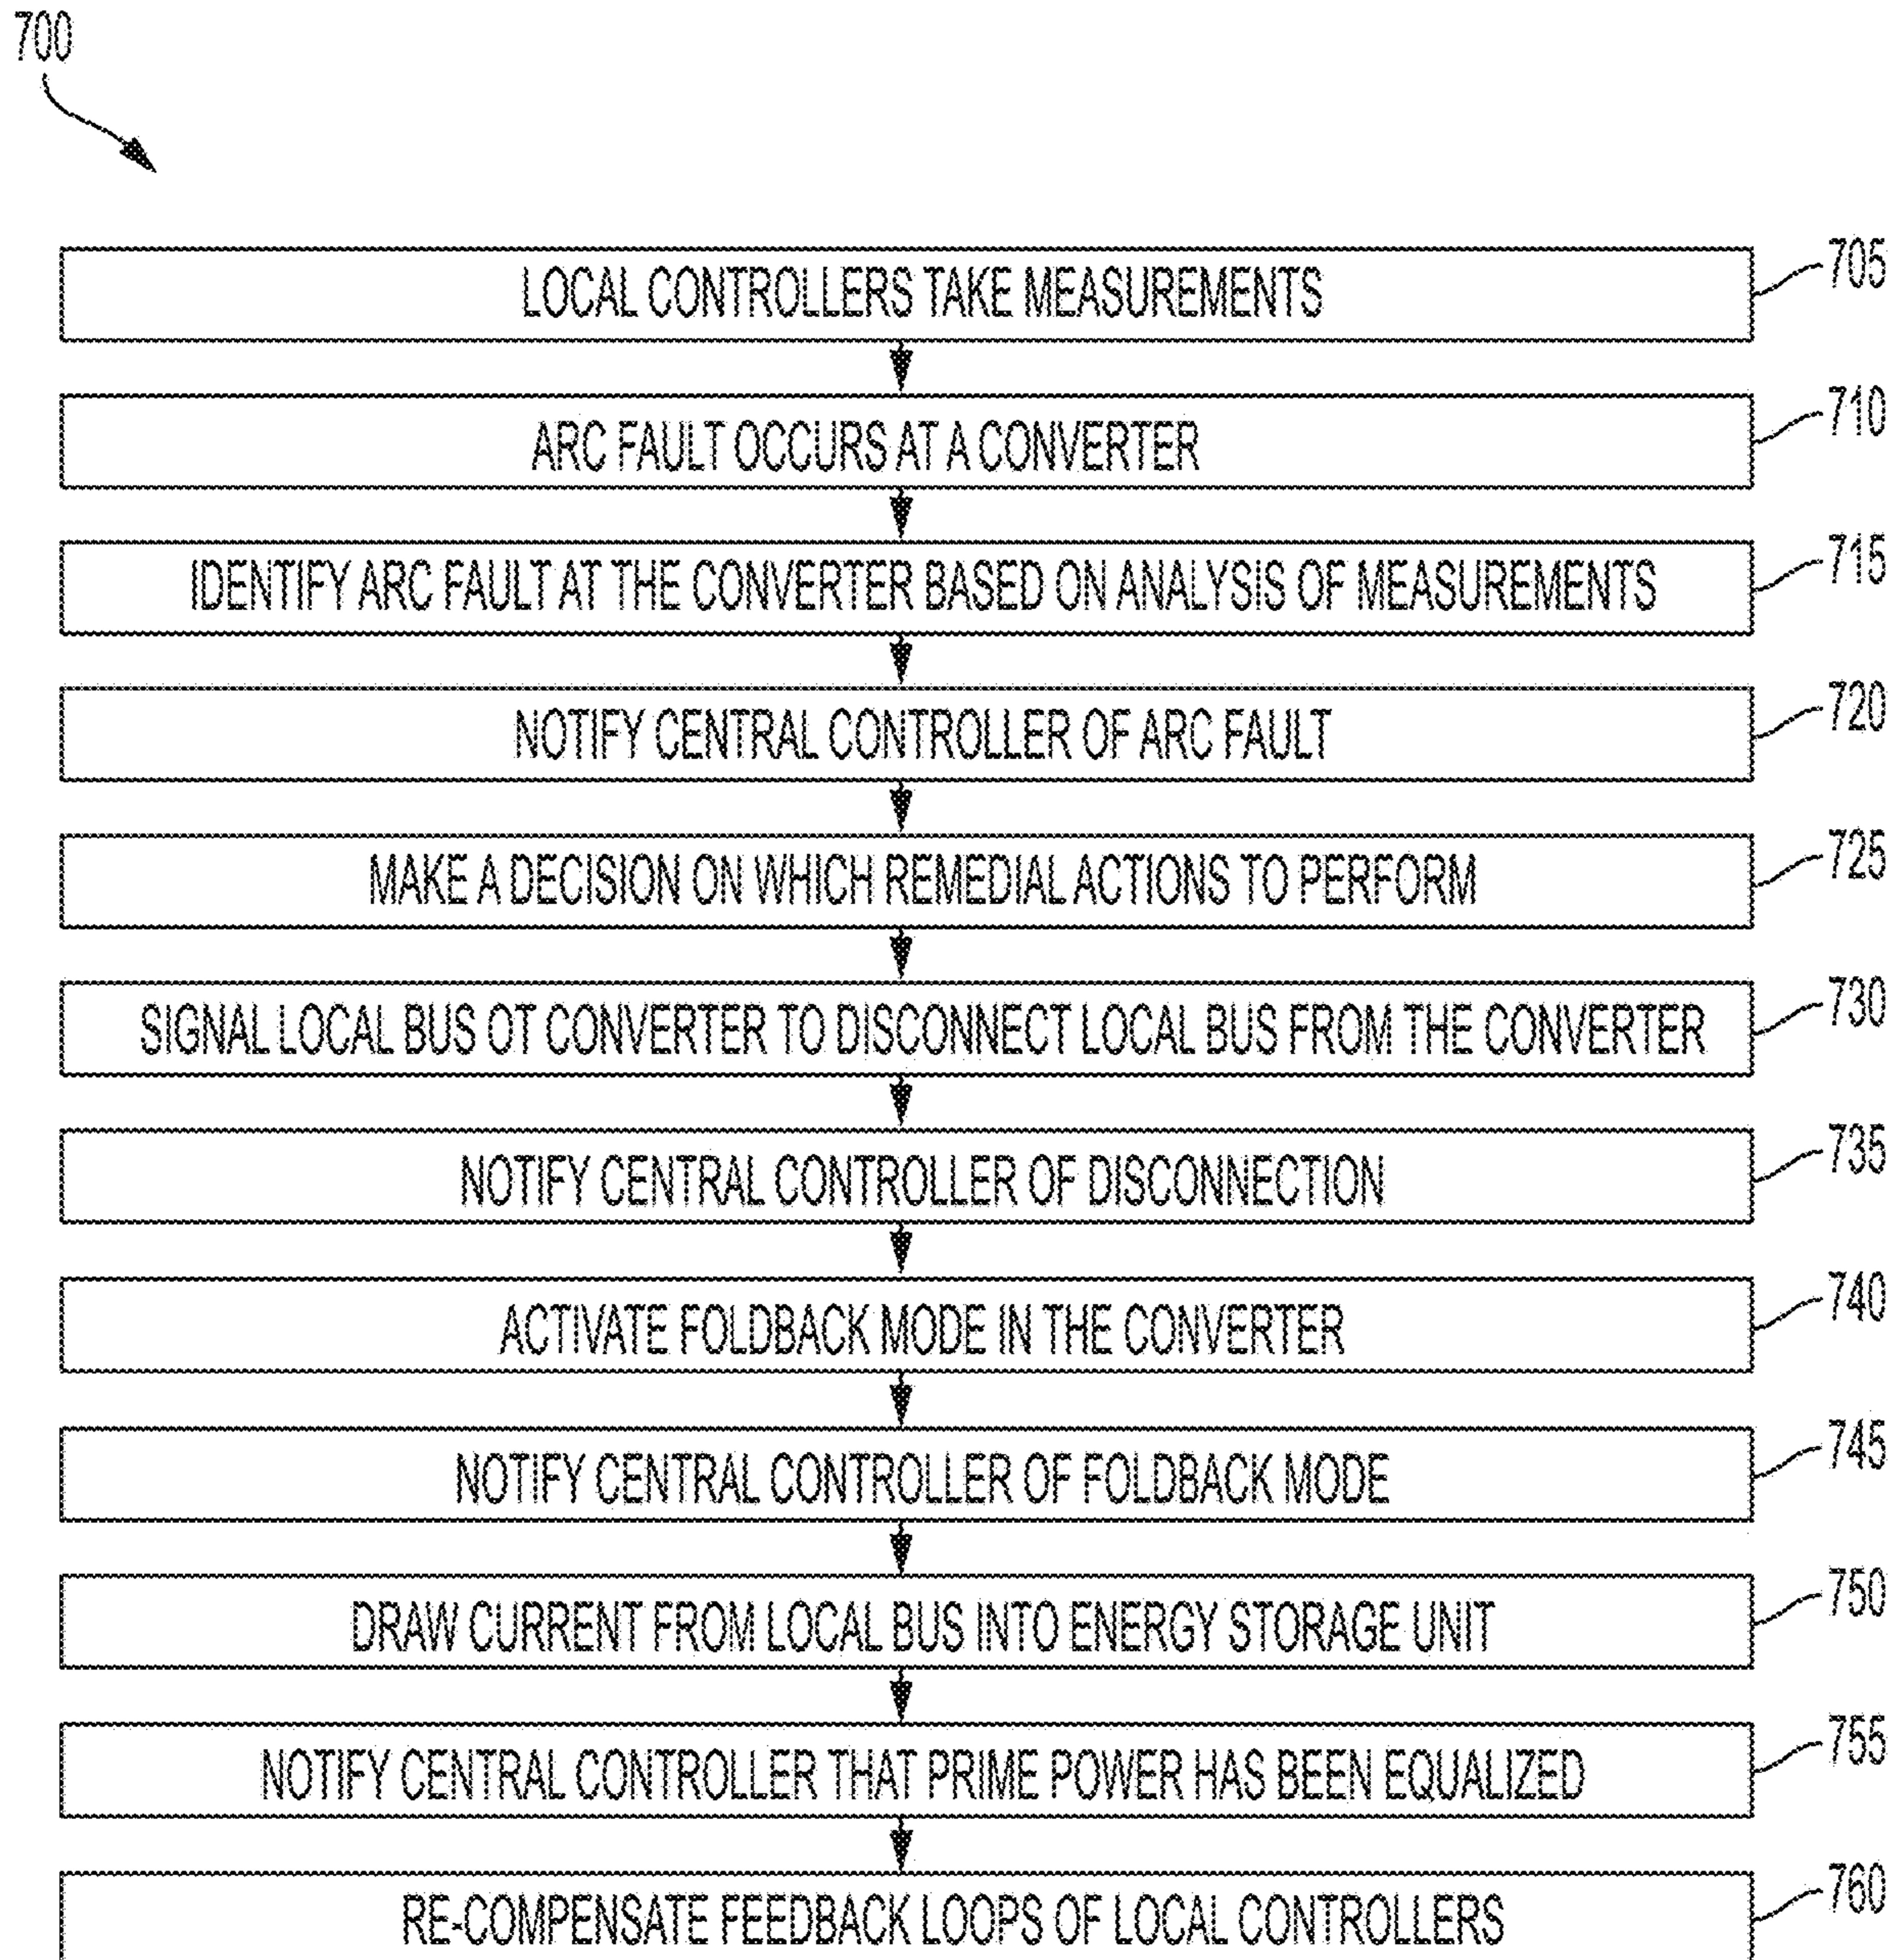 700
LOCAL CONTROLLERS TAKE MEASUREMENTS 705
ARC FAULT OCCURS AT A CONVERTER 710
IDENTIFY ARC FAULT AT THE CONVERTER BASED ON ANALYSIS OF MEASUREMENTS 715
NOTIFY CENTRAL CONTROLLER OF ARC FAULT 720
MAKE A DECISION ON WHICH REMEDIAL ACTIONS TO PERFORM 725
SIGNAL LOCAL BUS OT CONVERTER TO DISCONNECT LOCAL BUS FROM THE CONVERTER 730
NOTIFY CENTRAL CONTROLLER OF DISCONNECTION 735
ACTIVATE FOLDBACK MODE IN THE CONVERTER 740
NOTIFY CENTRAL CONTROLLER OF FOLDBACK MODE 745
DRAW CURRENT FROM LOCAL BUS INTO ENERGY STORAGE UNIT 750
NOTIFY CENTRAL CONTROLLER THAT PRIME POWER HAS BEEN EQUALIZED 755
RE-COMPENSATE FEEDBACK LOOPS OF LOCAL CONTROLLERS 760